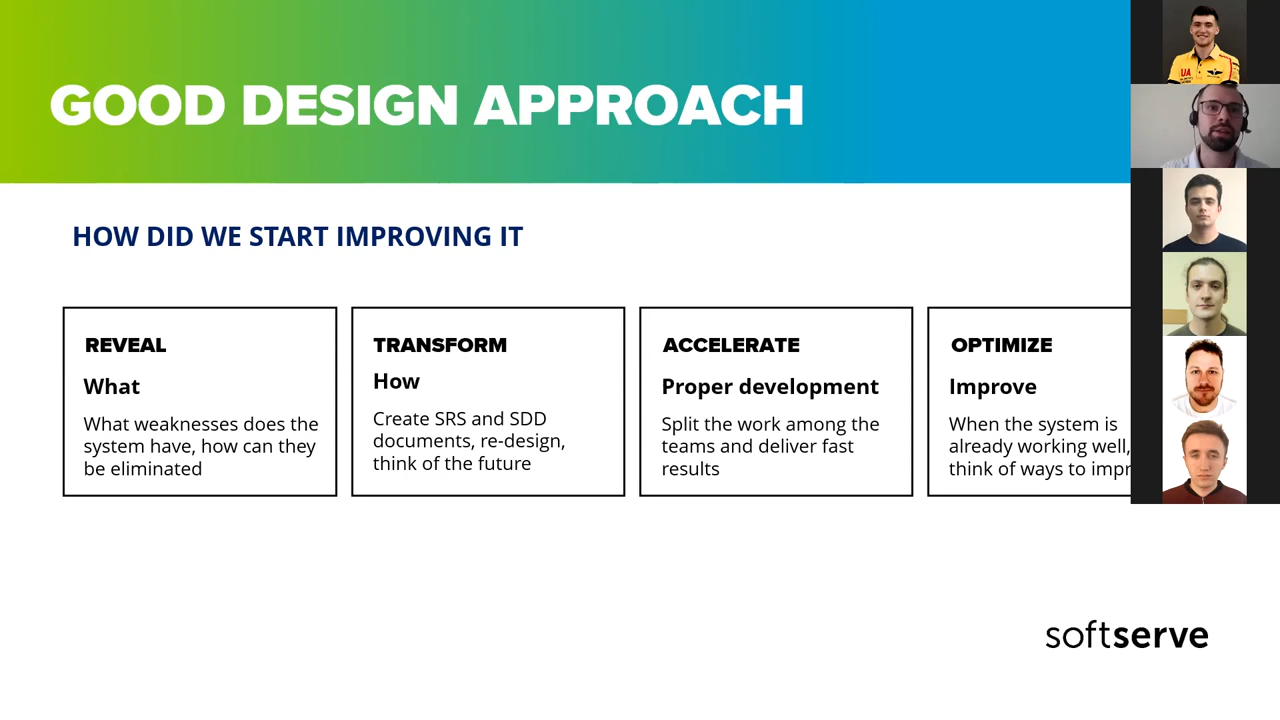 GOOD DESIGN APPROACH
HOW DID WE START IMPROVING IT
REVEAL
What
What weaknesses does the
system have, how can they
be eliminated
TRANSFORM
How
Create SRS and SDD
documents, re-design,
think of the future
ACCELERATE
Proper development
Split the work among the
teams and deliver fast
results
OPTIMIZE
Improve
When the system is
already working well,
think of ways to impr
UA
softserve